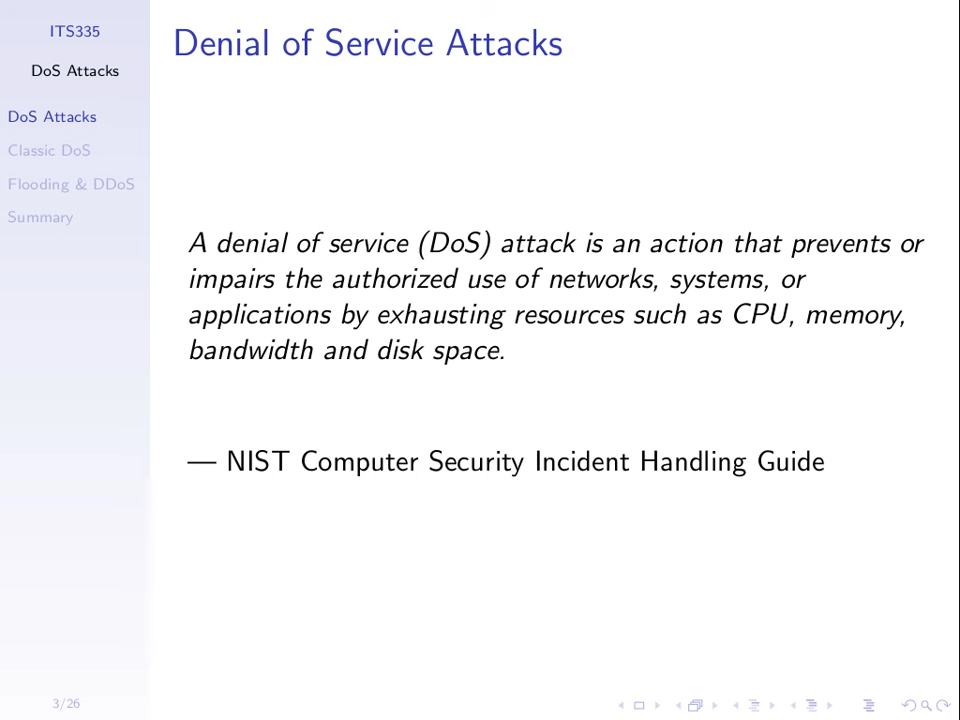 ITS335
DoS Attacks
DoS Attacks
Classic DoS
Flooding & DDoS
Summary
Denial of Service Attacks
A denial of service (DoS) attack is an action that prevents or
impairs the authorized use of networks, systems, or
applications by exhausting resources such as CPU, memory,
bandwidth and disk space.
— NIST Computer Security Incident Handling Guide
3/26